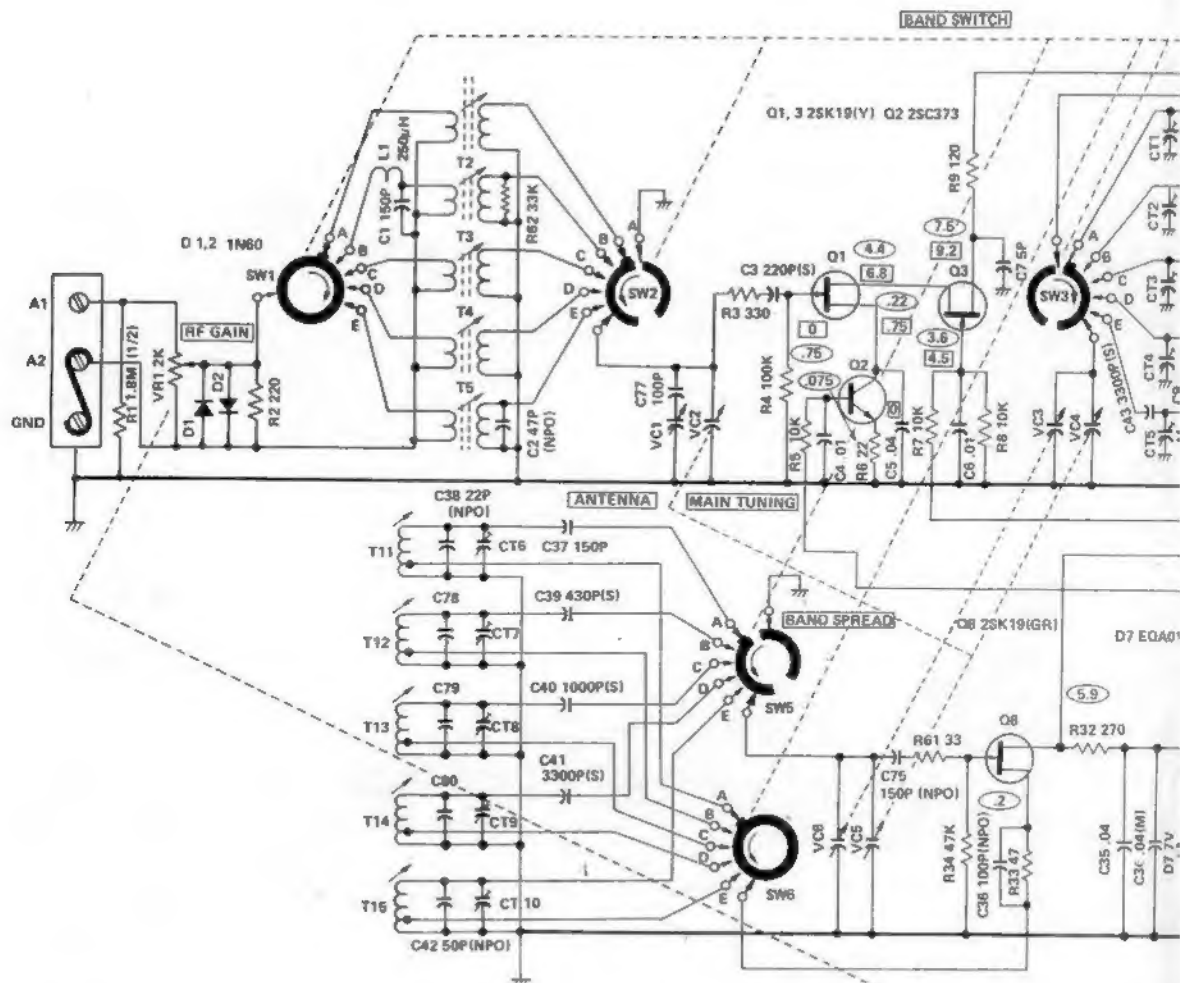 BAND SWITCH
Q1, 3 2SK19(Y) Q2 2SC373
L1
250μH
C1 150P
T2
R52 33K
T3
T4
T5
C2 47P
(NPO)
D 1,2 1N60
SW1
A
B
C
D
E
A1
A2
GND
R1 1.8M (1/2)
VR1 2K
RF GAIN
D1
D2
R2 220
A
B
C
D
E
SW2
C77
100P
VC1
VC2
C3 220P(S)
R3 330
R4 100K
Q1
4.4
6.8
0
.75
.075
Q2
.22
.75
R5 10K
C4 .01
R6 22
C5 .04
7.5
9.2
Q3
3.6
4.5
R7 10K
C6 .01
R8 10K
R9 120
C7 5P
SW3
A
B
C
D
E
VC3
VC4
CA3 3309P(S)
CT1
CT2
CT3
CT4
CT5
ANTENNA
MAIN TUNING
C38 22P
(NPO)
T11
CT6
C37 150P
C78
T12
CT7
C39 430P(S)
C79
T13
CT8
C40 1000P(S)
C41
3300P(S)
C80
T14
CT9
T15
CT 10
C42 50P(NPO)
A
B
C
D
E
SW5
BAND SPREAD
A
B
C
D
E
SW6
VC6
VC5
C75
150P (NPO)
R61 33
R34 47K
Q8 2SK19(GR)
Q8
.2
C36 100P(NPO)
R33 47
5.9
R32 270
D7 EQA01
C35 .04
D7 7V